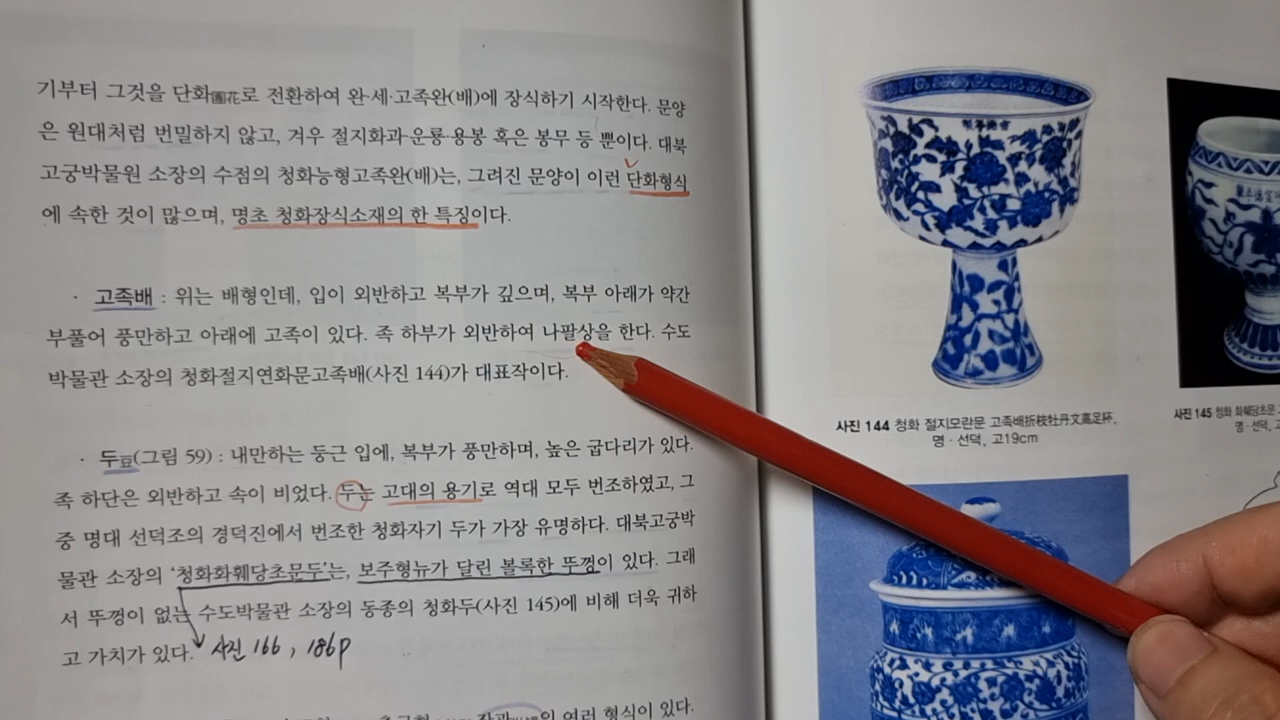 기부터 그것을 단화團花로 전환하여 완·세·고족완(배)에 장식하기 시작한다. 문양
은 원대처럼 번밀하지 않고, 겨우 절지화과 운룡 용봉 혹은 봉무 등 뿐이다. 대북
고궁박물원 소장의 수점의 청화능형고족완(배)는, 그려진 문양이 이런 단화형식
에 속한 것이 많으며, 명초 청화장식소재의 한 특징이다.
· 고족배 : 위는 배형인데, 입이 외반하고 복부가 깊으며, 복부 아래가 약간
부풀어 풍만하고 아래에 고족이 있다. 족 하부가 외반하여 나팔상을 한다. 수도
박물관 소장의 청화절지연화문고족배(사진 144)가 대표작이다.
· 두豆(그림 59) : 내만하는 둥근 입에, 복부가 풍만하며, 높은 굽다리가 있다.
족 하단은 외반하고 속이 비었다. 두는 고대의 용기로 역대 모두 번조하였고, 그
중 명대 선덕조의 경덕진에서 번조한 청화자기 두가 가장 유명하다. 대북고궁박
물관 소장의 '청화화훼당초문두'는, 보주형뉴가 달린 볼록한 뚜껑이 있다. 그래
서 뚜껑이 없는 수도박물관 소장의 동종의 청화두(사진 145)에 비해 더욱 귀하
고 가치가 있다. 사진 166, 186p
의 여러 형식이 있다.
사진 144 청화 절지모란문 고족배折枝牡丹文高足杯,
명 · 선덕, 고19cm
사진 145 청화 화훼당초문
명 · 선덕,